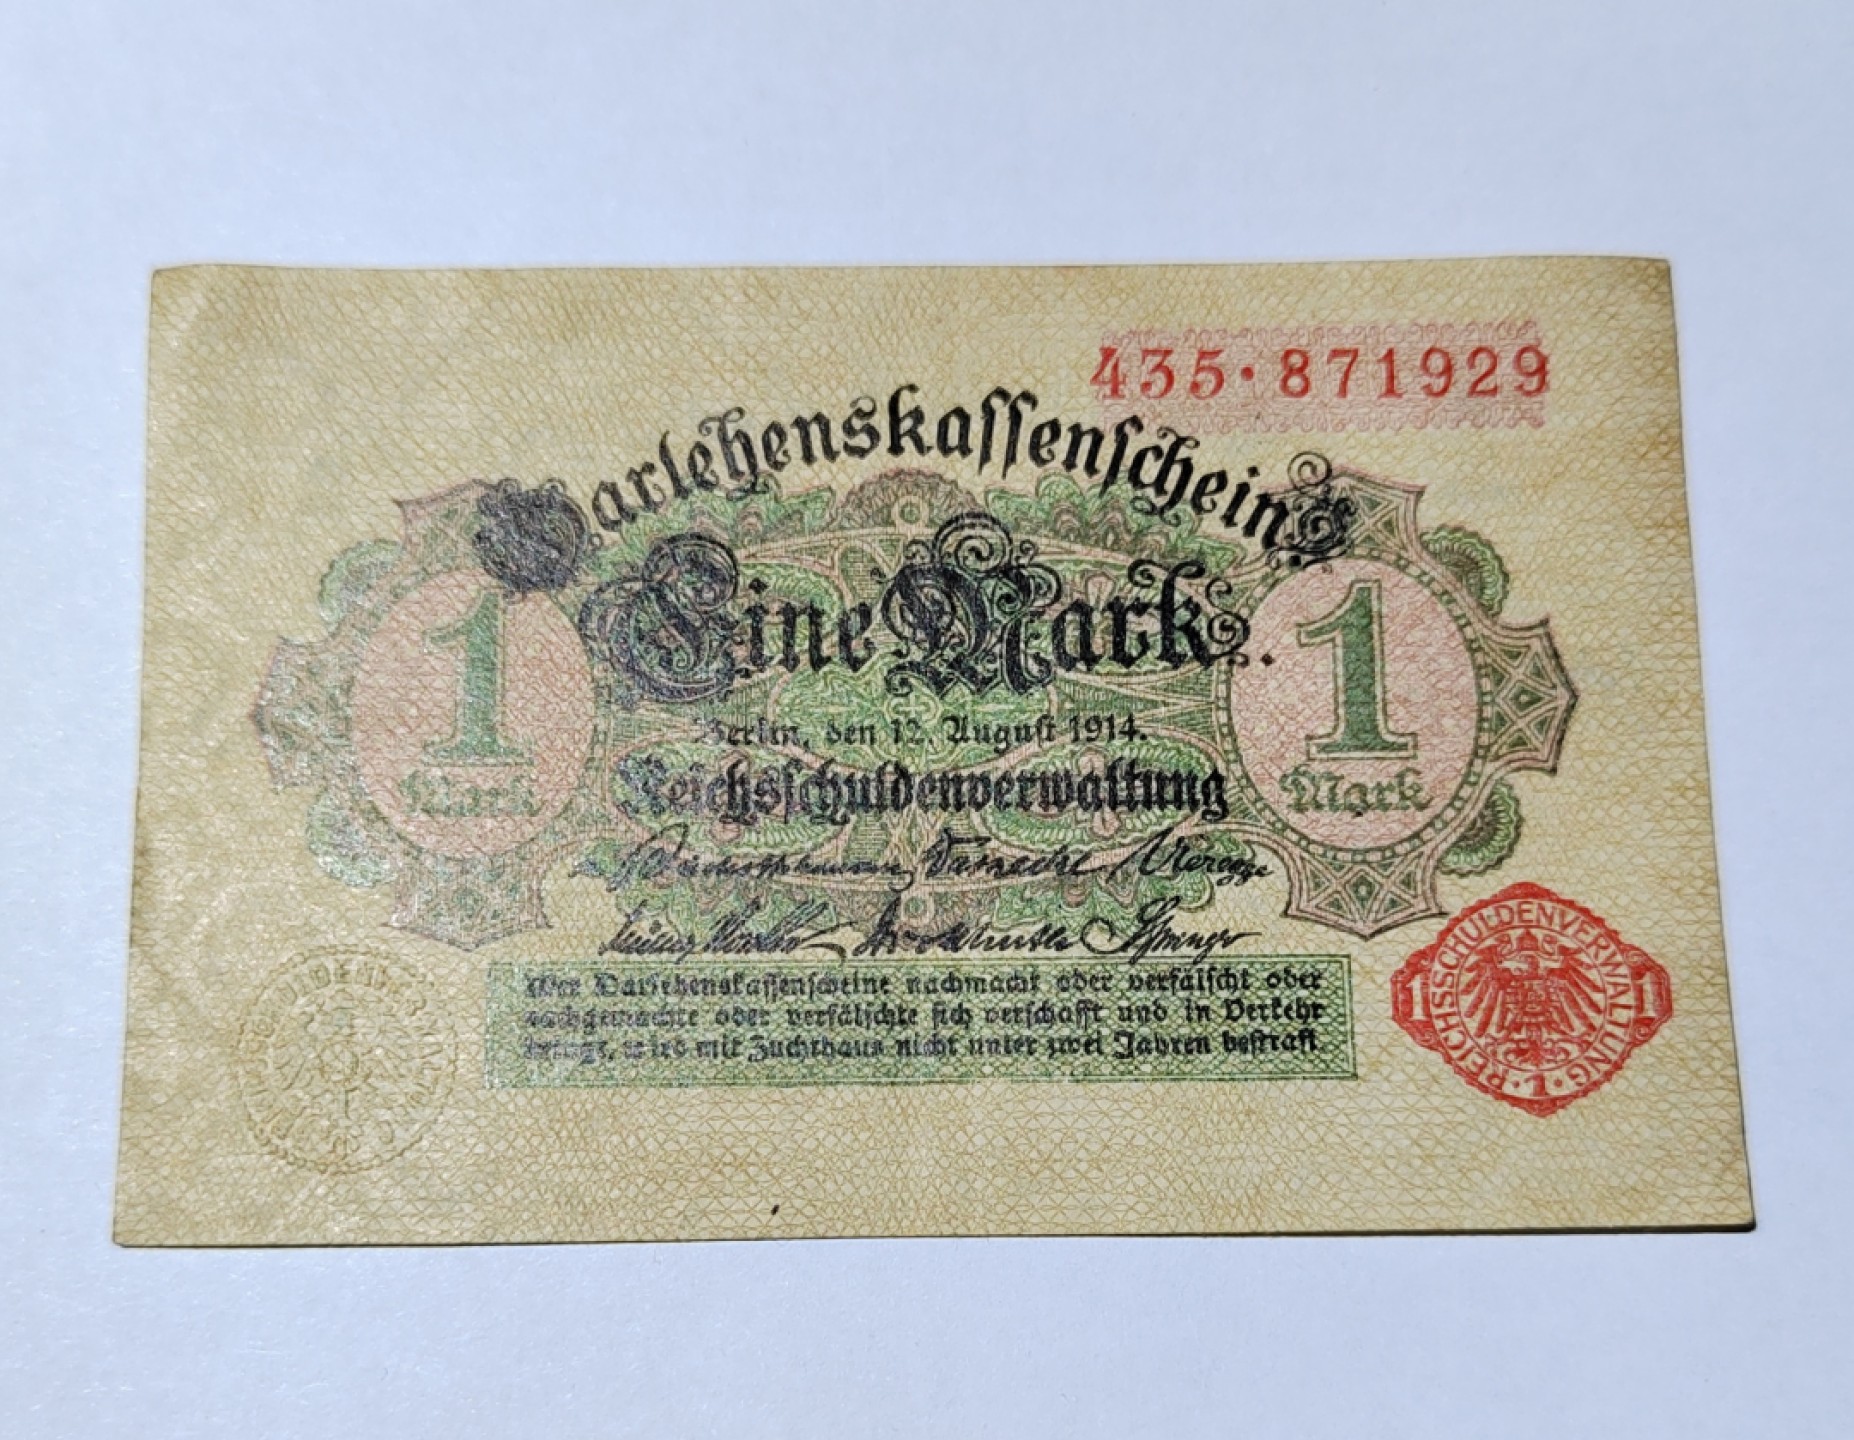 435·871929
Darlehenskassenschein
Eine Mark.
1 Mark
1 Mark
Berlin, den 12. August 1914.
Reichsschuldenverwaltung
Wer Darlehenskassenscheine nachmacht oder verfälscht oder
nachgemachte oder verfälschte sich verschafft und in Verkehr
bringt, wird mit Zuchthaus nicht unter zwei Jahren bestraft.
REICHSSCHULDENVERWALTUNG
1 1
·1·